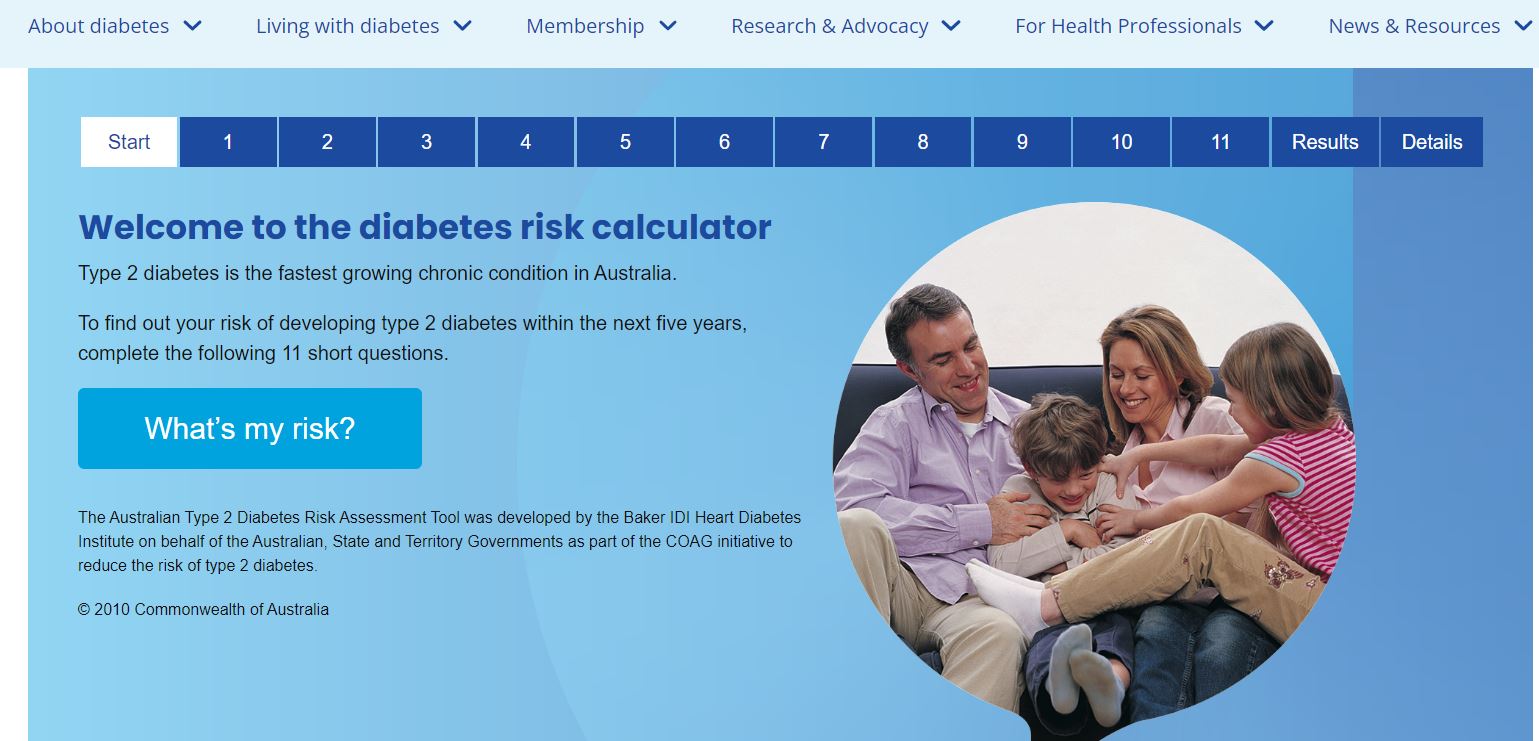 About diabetes Living with diabetes Membership Research & Advocacy For Health Professionals News & Resources
Start 1 2 3 4 5 6 7 8 9 10 11 Results Details
Welcome to the diabetes risk calculator
Type 2 diabetes is the fastest growing chronic condition in Australia.
To find out your risk of developing type 2 diabetes within the next five years,
complete the following 11 short questions.
What’s my risk?
The Australian Type 2 Diabetes Risk Assessment Tool was developed by the Baker IDI Heart Diabetes
Institute on behalf of the Australian, State and Territory Governments as part of the COAG initiative to
reduce the risk of type 2 diabetes.
© 2010 Commonwealth of Australia